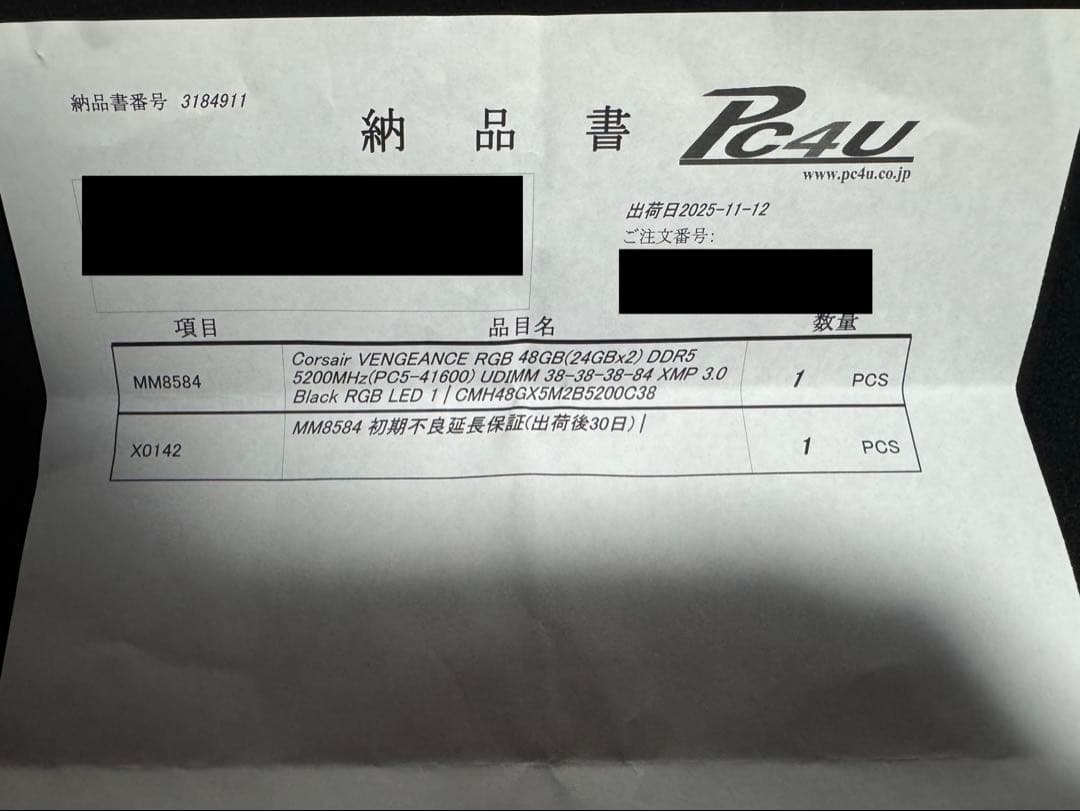 納品書番号 3184911
納品書
PC4U
www.pc4u.co.jp
出荷日2025-11-12
ご注文番号:
項目 品目名 数量
MM8584 Corsair VENGEANCE RGB 48GB(24GBx2) DDR5
5200MHz(PC5-41600) UDIMM 38-38-38-84 XMP 3.0
Black RGB LED 1 | CMH48GX5M2B5200C38
1 PCS
X0142 MM8584 初期不良延長保証(出荷後30日) |
1 PCS